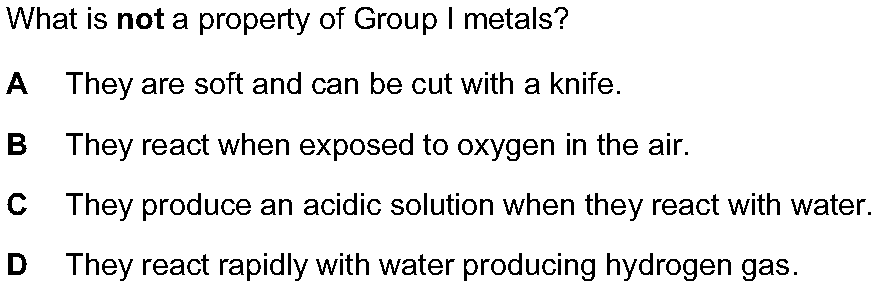 What is not a property of Group I metals?
A They are soft and can be cut with a knife.
B They react when exposed to oxygen in the air.
C They produce an acidic solution when they react with water.
D They react rapidly with water producing hydrogen gas.